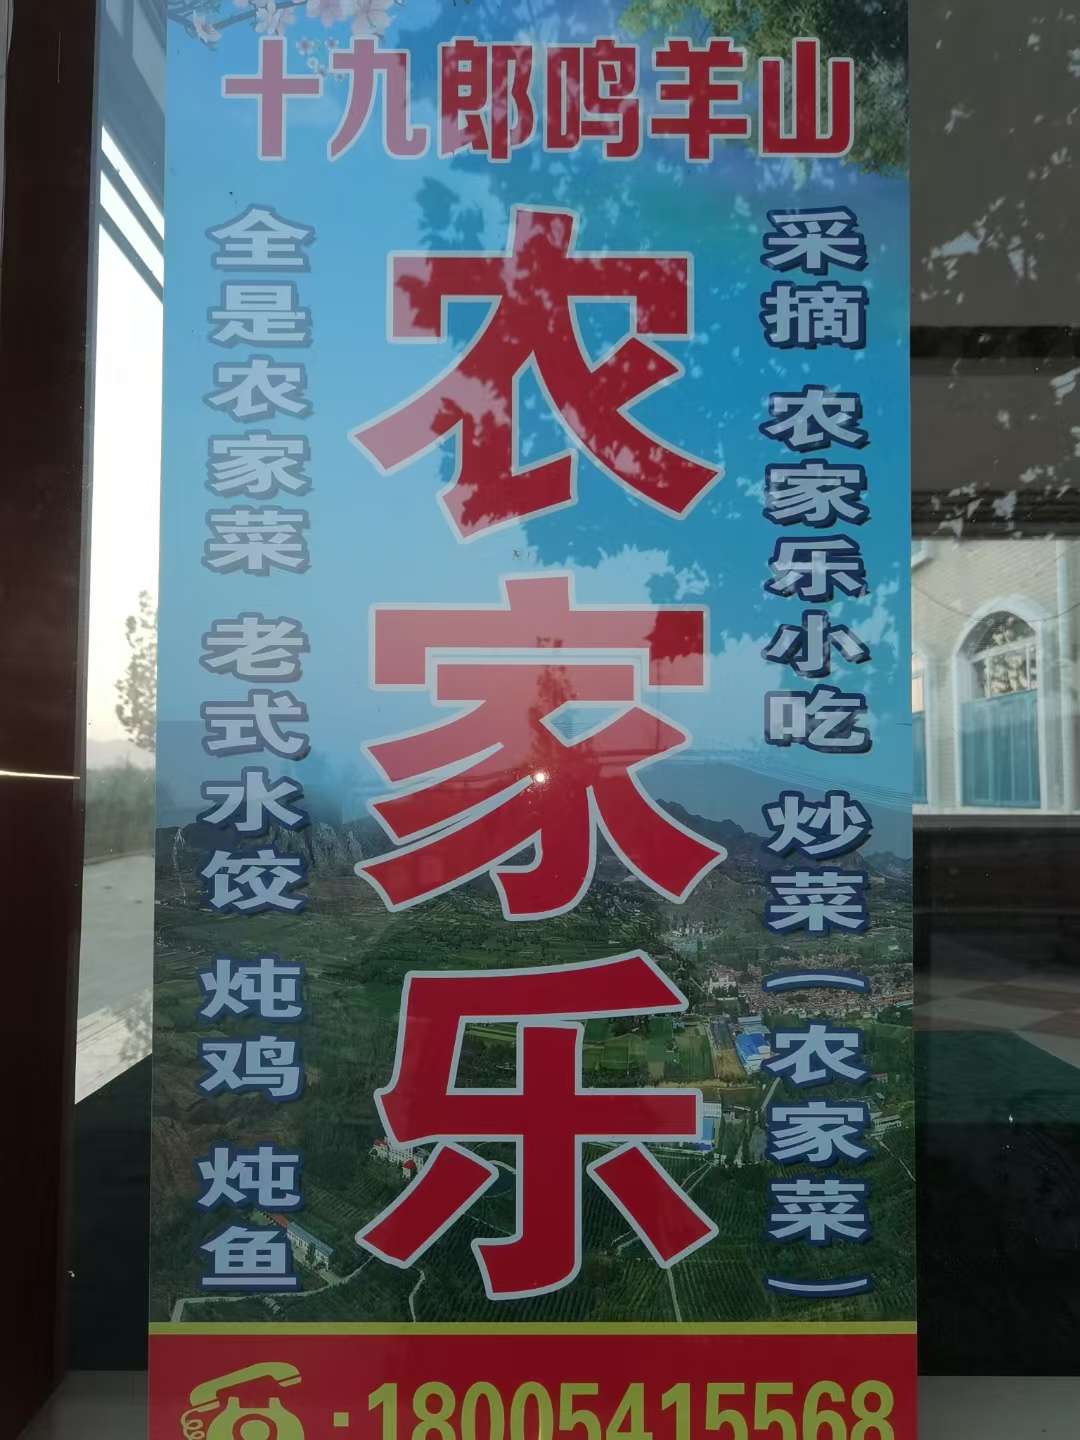 十九郎鸣羊山
农家乐
采摘 农家乐小吃 炒菜(农家菜)
全是农家菜 老式水饺 炖鸡 炖鱼
:18005415568